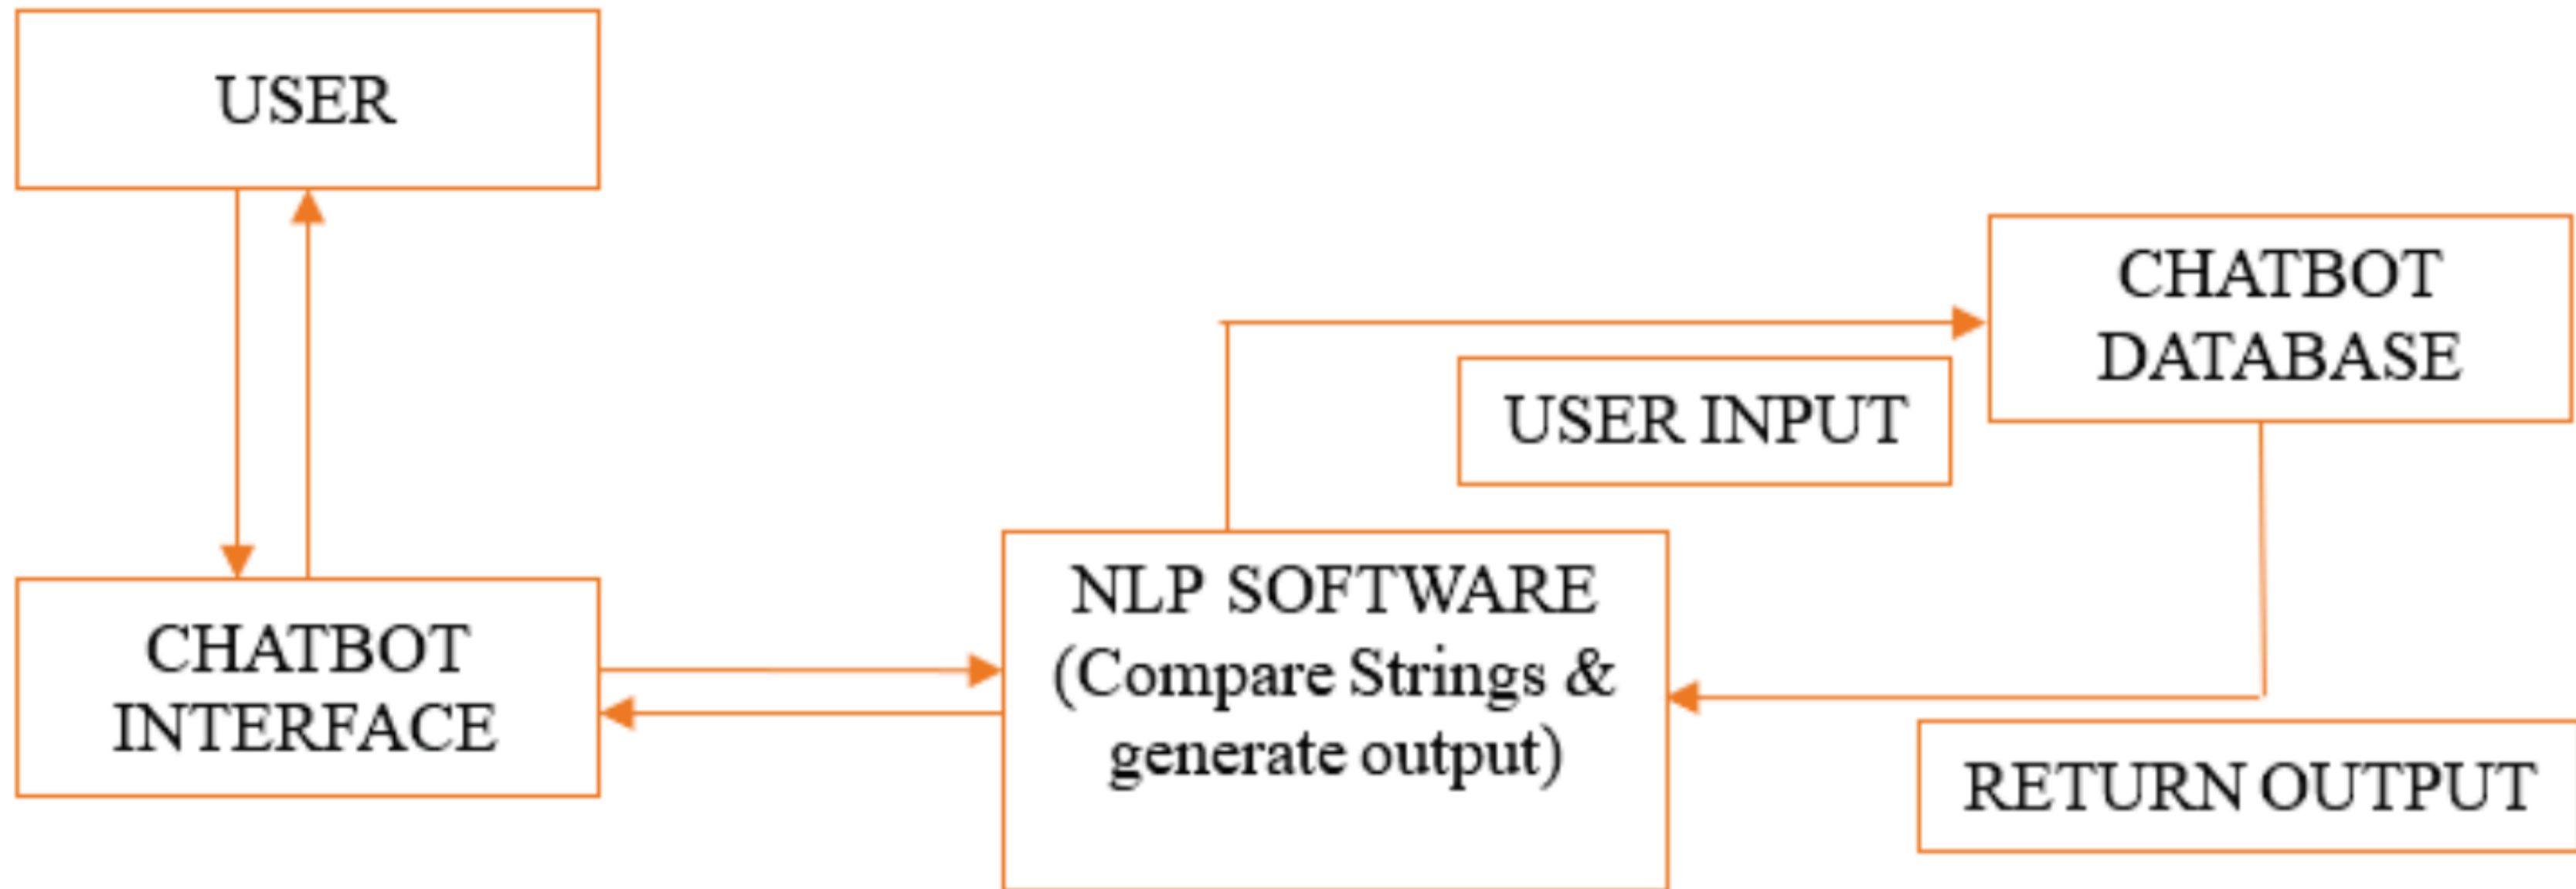 USER
CHATBOT
DATABASE
USER INPUT
CHATBOT
INTERFACE
NLP SOFTWARE
(Compare Strings &
generate output)
RETURN OUTPUT